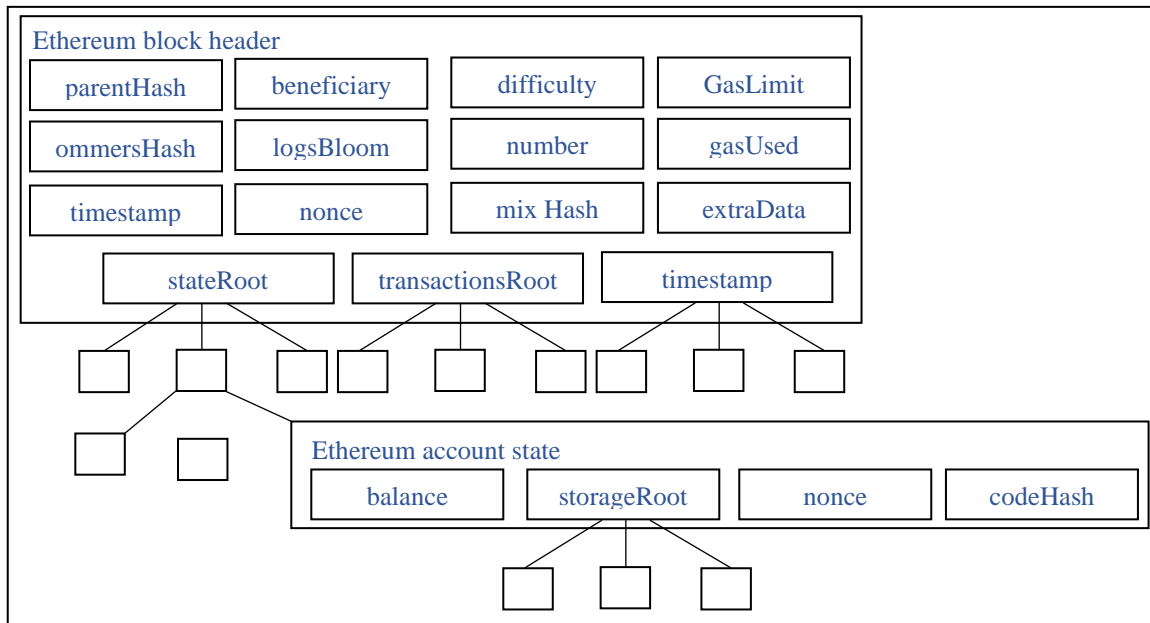 Ethereum block header
parentHash
beneficiary
difficulty
GasLimit
ommersHash
logsBloom
number
gasUsed
timestamp
nonce
mix Hash
extraData
stateRoot
transactionsRoot
timestamp
Ethereum account state
balance
storageRoot
nonce
codeHash